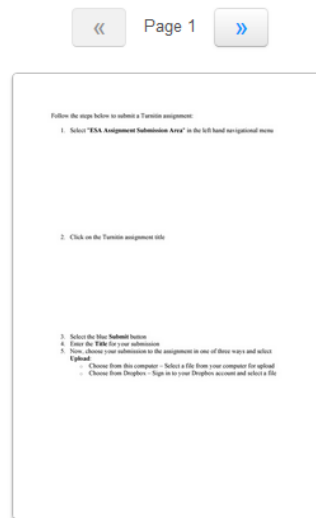 « Page 1 »
Follow the steps below to submit a Turnitin assignment:
1. Select "ESA Assignment Submission Area" in the left hand navigational menu
2. Click on the Turnitin assignment title
3. Select the blue Submit button
4. Enter the Title for your submission
5. Now, choose your submission to the assignment in one of three ways and select
Upload:
○ Choose from this computer – Select a file from your computer for upload
○ Choose from Dropbox – Sign in to your Dropbox account and select a file